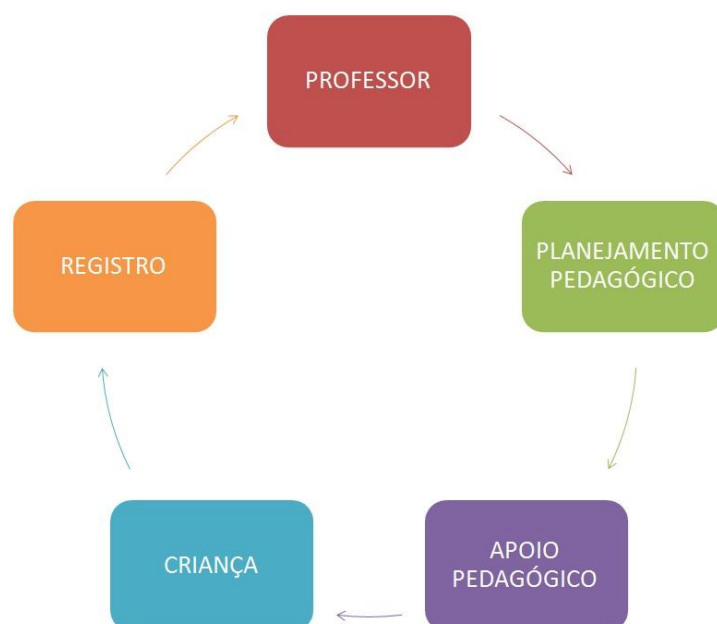 PROFESSOR
PLANEJAMENTO
PEDAGÓGICO
APOIO
PEDAGÓGICO
CRIANÇA
REGISTRO